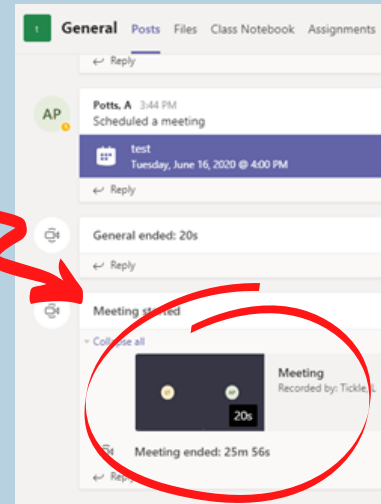 t General Posts Files Class Notebook Assignments
Reply
AP Potts, A 3:44 PM
Scheduled a meeting
test
Tuesday, June 16, 2020 @ 4:00 PM
Reply
General ended: 20s
Reply
Meeting started
Collapse all
Meeting
Recorded by: Tickle, L
20s
Meeting ended: 25m 56s
Reply